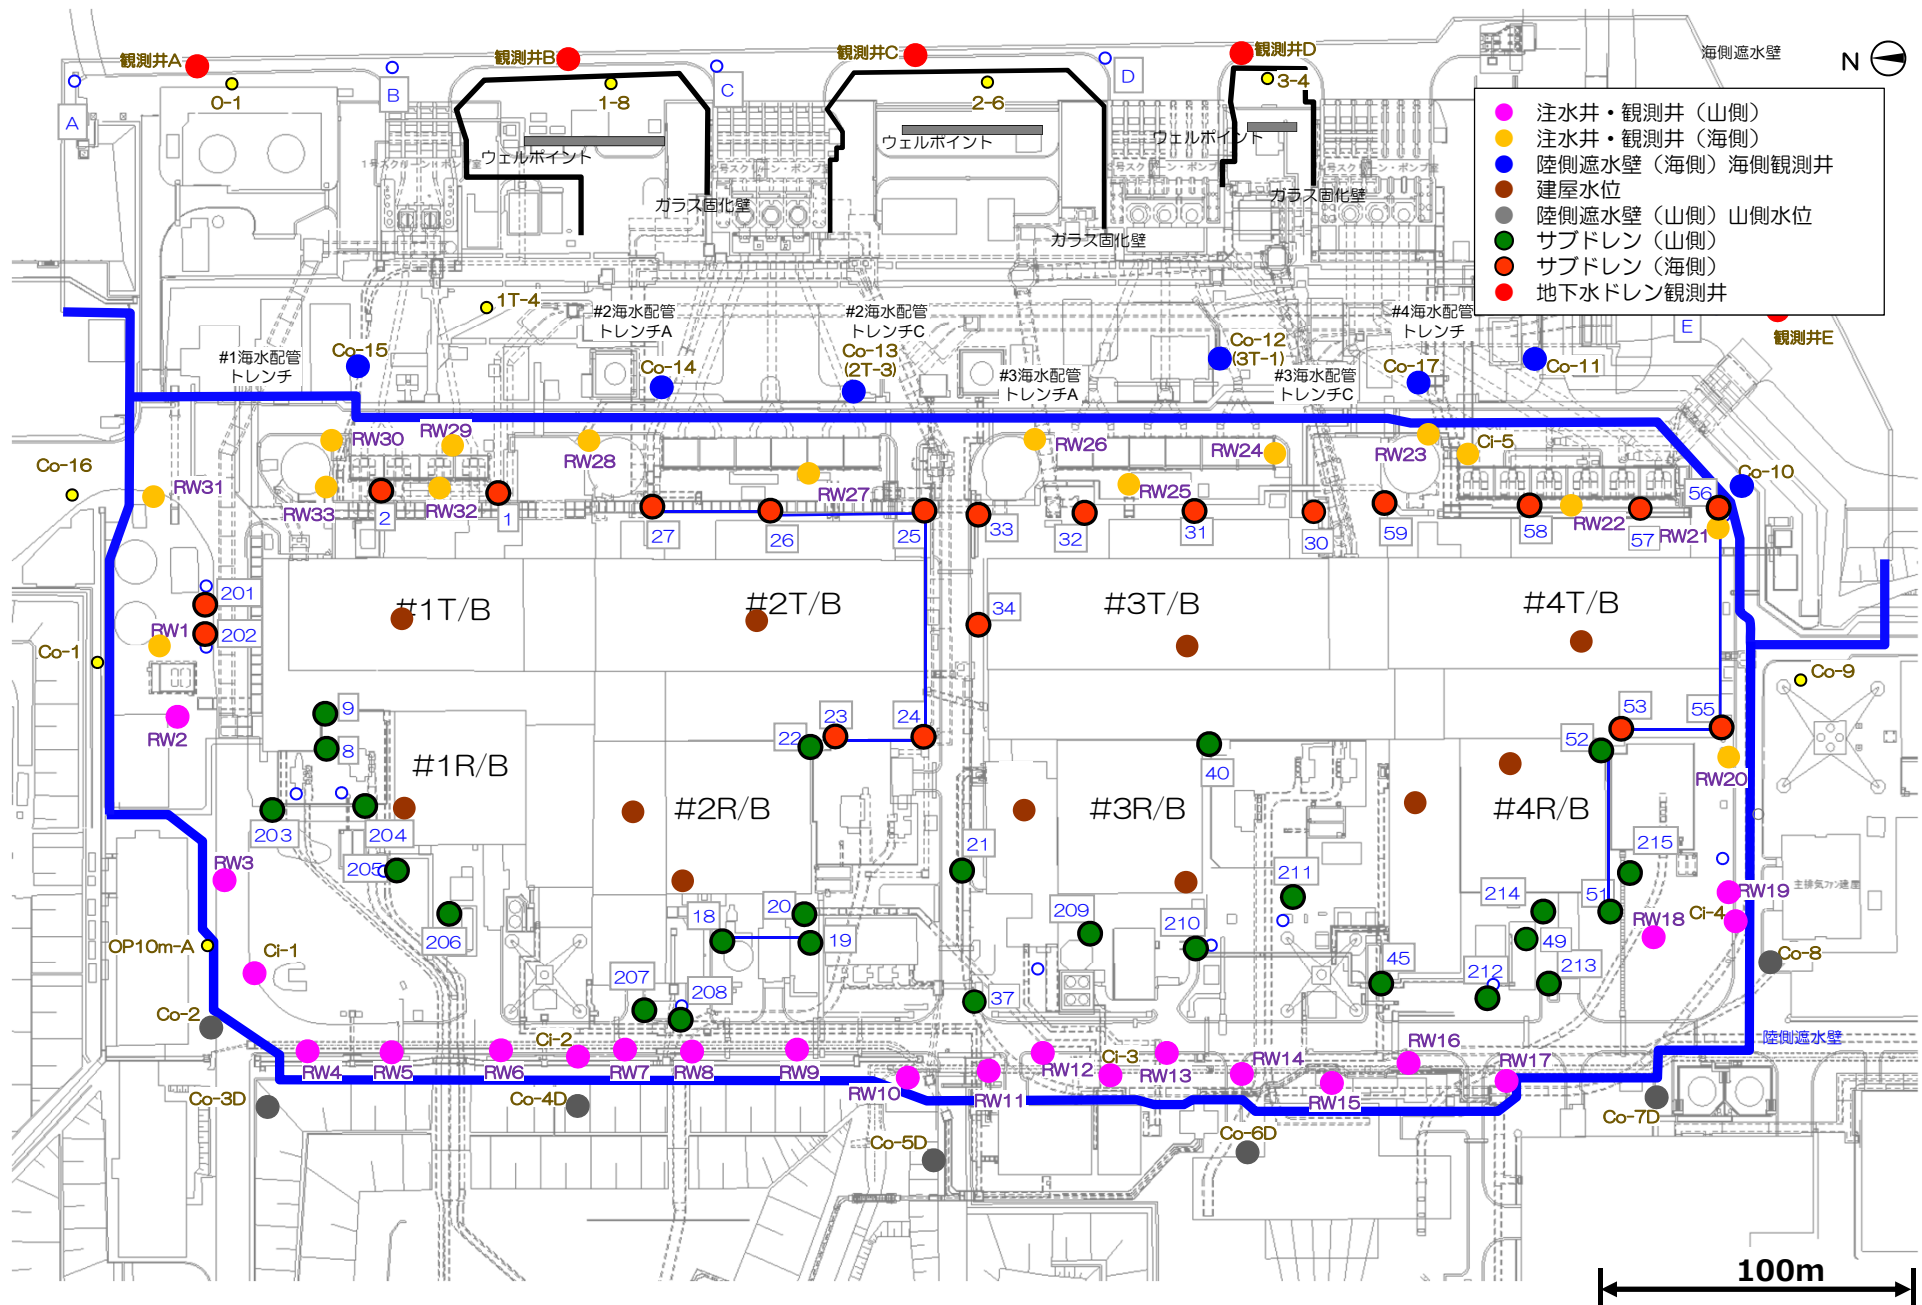 観測井A
観測井B
観測井C
観測井D
海側遮水壁
N
0-1
1-8
2-6
3-4
A
B
C
D
注水井・観測井（山側）
注水井・観測井（海側）
陸側遮水壁（海側）海側観測井
建屋水位
陸側遮水壁（山側）山側水位
サブドレン（山側）
サブドレン（海側）
地下水ドレン観測井
ウェルポイント
ウェルポイント
ウェルポイント
ガラス固化壁
ガラス固化壁
ガラス固化壁
1T-4
#2海水配管
トレンチA
#2海水配管
トレンチC
#4海水配管
トレンチ
E
観測井E
#1海水配管
トレンチ
Co-15
Co-14
Co-13
(2T-3)
#3海水配管
トレンチA
Co-12
(3T-1)
#3海水配管
トレンチC
Co-17
Co-11
Co-16
RW31
RW30
RW29
RW28
RW27
RW26
RW25
RW24
RW23
Ci-5
Co-10
RW33
2
RW32
1
27
26
25
33
32
31
30
59
58
RW22
57
56
RW21
201
202
RW1
Co-1
#1T/B
#2T/B
34
#3T/B
#4T/B
Co-9
RW2
9
8
#1R/B
22
23
24
40
52
53
55
RW20
203
204
#2R/B
#3R/B
#4R/B
205
21
211
215
主排気ファン建屋
RW3
206
18
20
19
209
210
214
51
49
RW18
RW19
Ci-4
OP10m-A
Ci-1
207
208
37
45
212
213
Co-8
Co-2
RW4
RW5
RW6
Ci-2
RW7
RW8
RW9
RW10
RW11
RW12
Ci-3
RW13
RW14
RW15
RW16
RW17
陸側遮水壁
Co-3D
Co-4D
Co-5D
Co-6D
Co-7D
100m